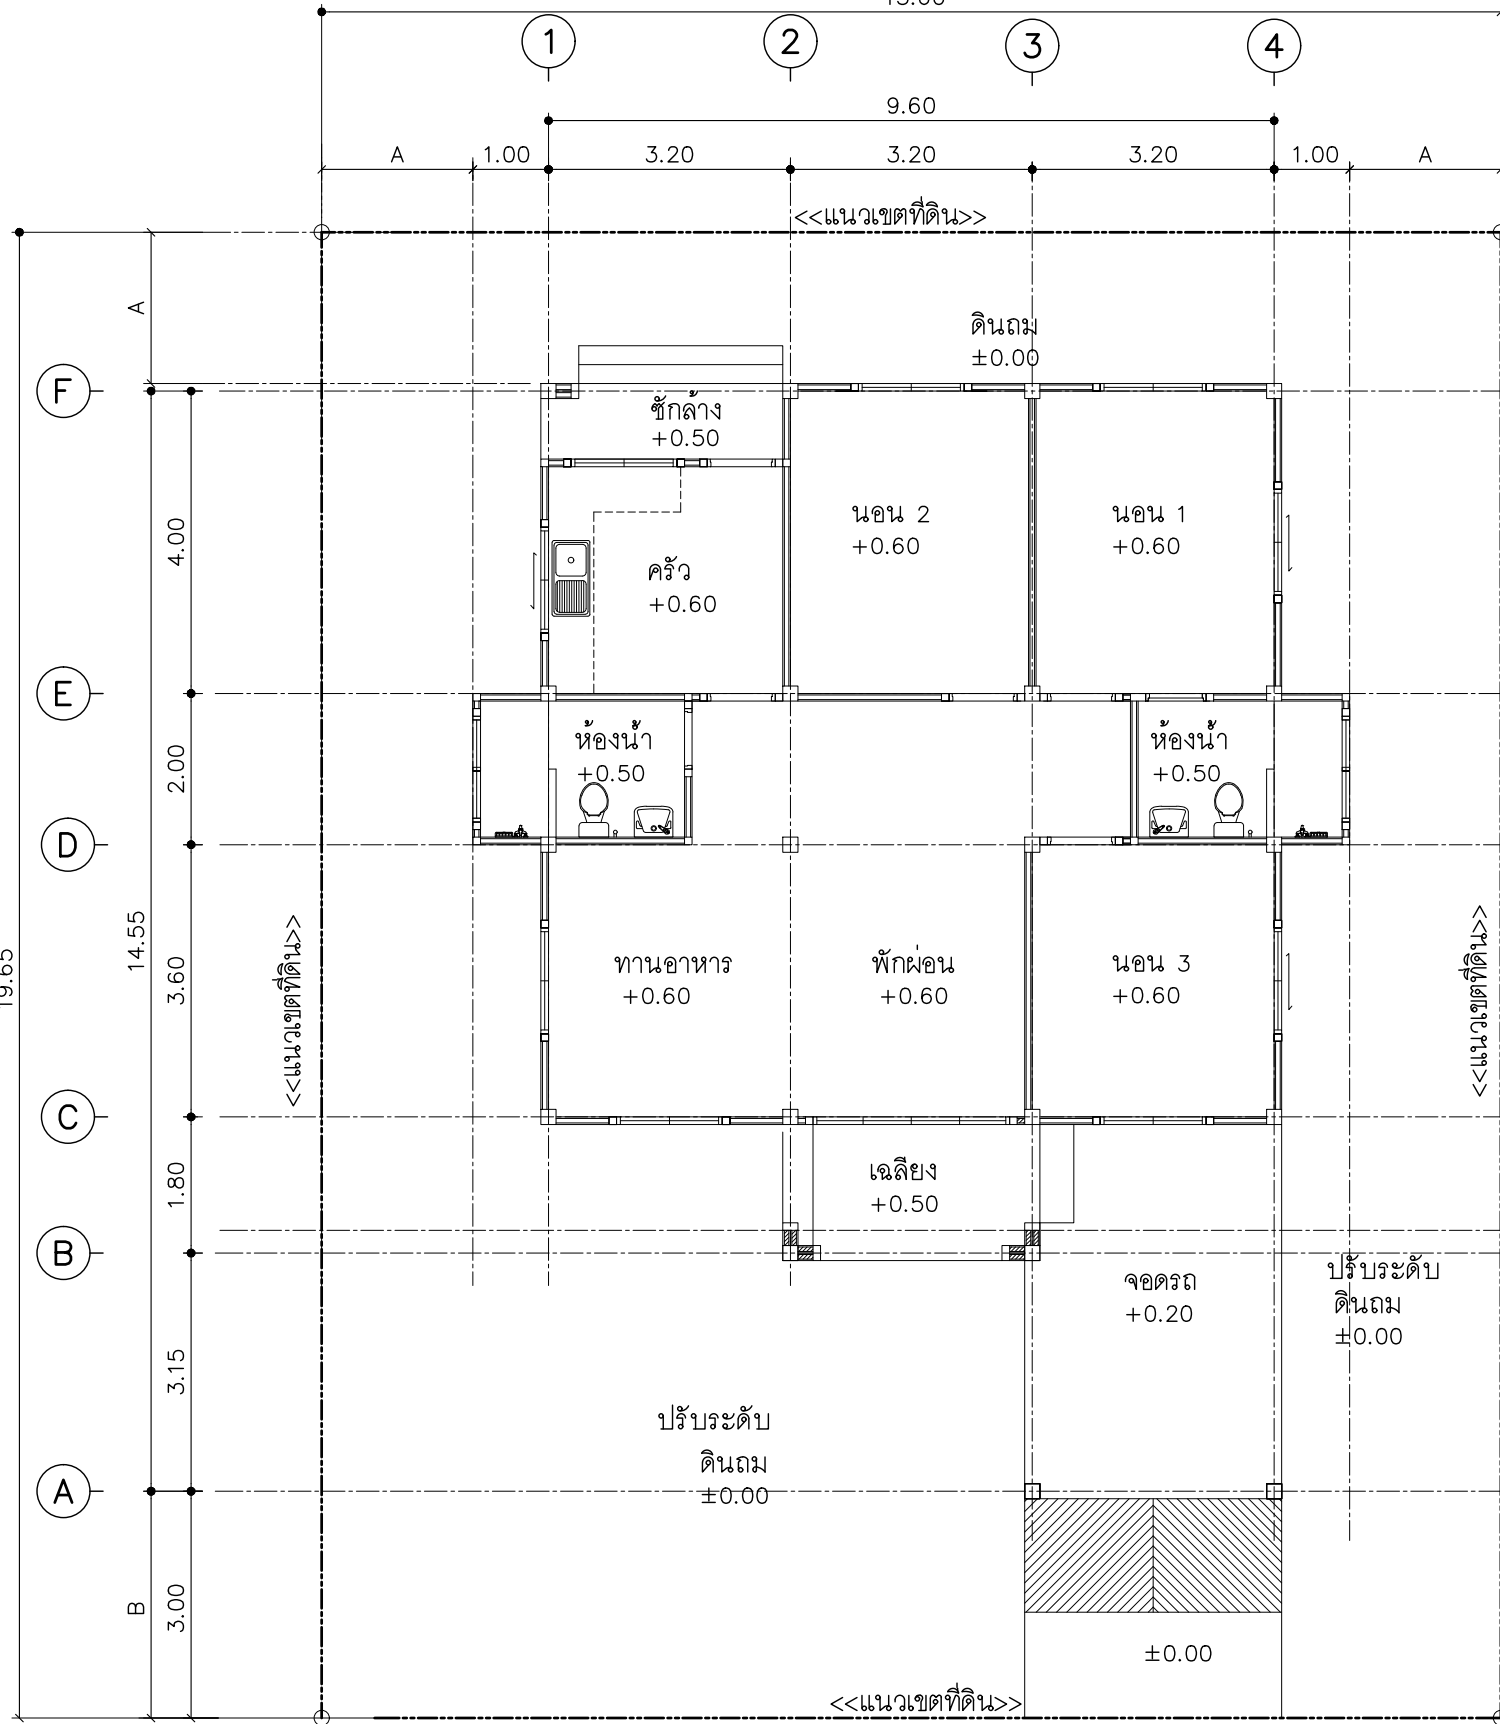 1 2 3 4
9.60
A 1.00 3.20 3.20 3.20 1.00 A
<<แนวเขตที่ดิน>>
A
ดินถม
±0.00
F
ซักล้าง
+0.50
4.00
นอน 2
+0.60
นอน 1
+0.60
ครัว
+0.60
E
2.00
ห้องน้ำ
+0.50
ห้องน้ำ
+0.50
D
19.65
14.55
<<แนวเขตที่ดิน>>
3.60
ทานอาหาร
+0.60
พักผ่อน
+0.60
นอน 3
+0.60
<<แนวเขตที่ดิน>>
C
1.80
เฉลียง
+0.50
B
จอดรถ
+0.20
ปรับระดับ
ดินถม
±0.00
3.15
ปรับระดับ
ดินถม
±0.00
A
B
3.00
±0.00
<<แนวเขตที่ดิน>>